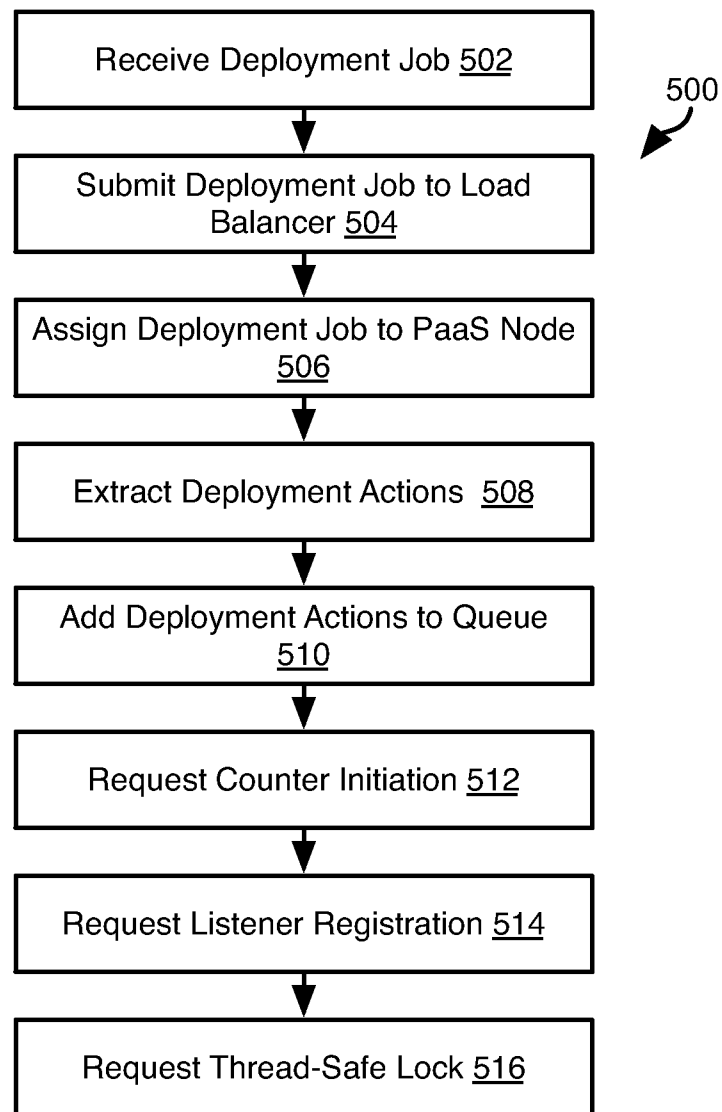 Receive Deployment Job 502
500
Submit Deployment Job to Load
Balancer 504
Assign Deployment Job to PaaS Node
506
Extract Deployment Actions 508
Add Deployment Actions to Queue
510
Request Counter Initiation 512
Request Listener Registration 514
Request Thread-Safe Lock 516